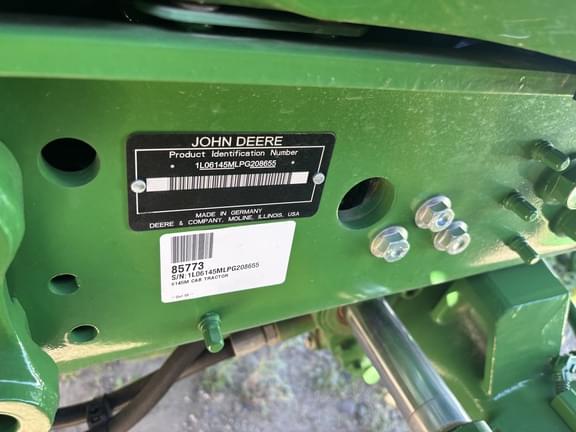 JOHN DEERE
Product Identification Number
* 1L06145MLPG208655 *
MADE IN GERMANY
DEERE & COMPANY, MOLINE, ILLINOIS, USA
85773
S/N:1L06145MLPG208655
6145M CAB TRACTOR